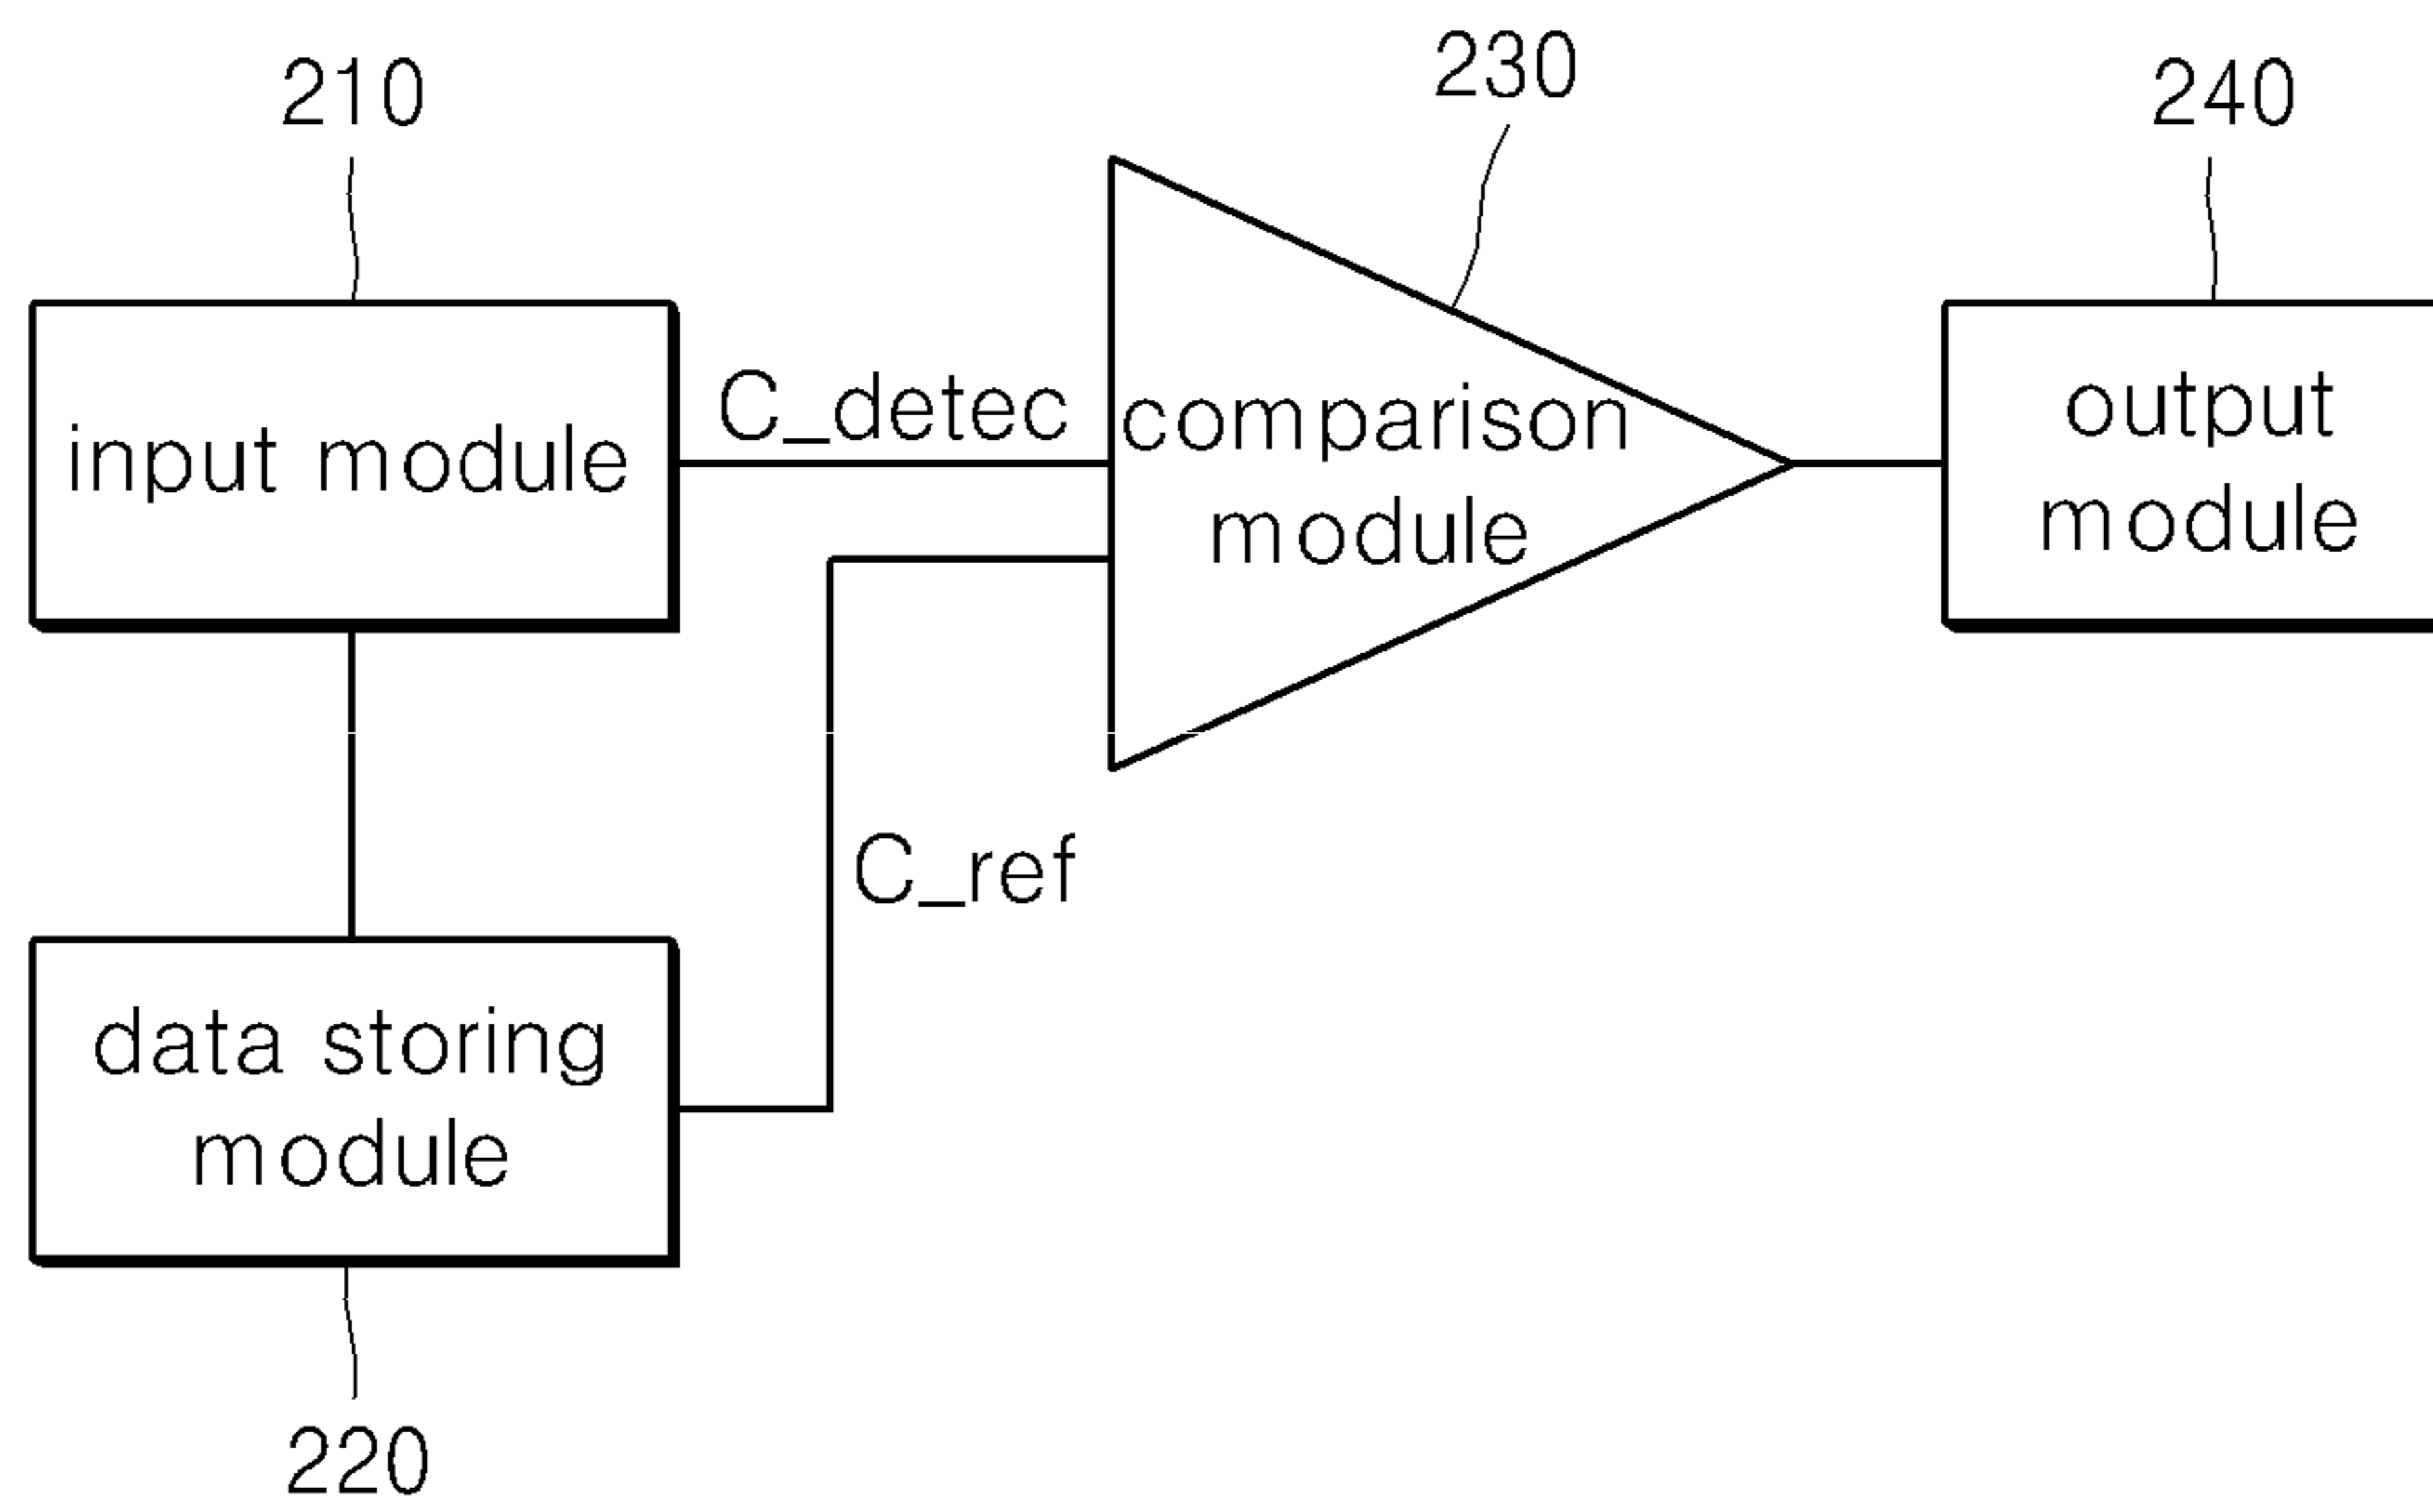 210
230
240
input module
C_detec
comparison
module
output
module
C_ref
data storing
module
220